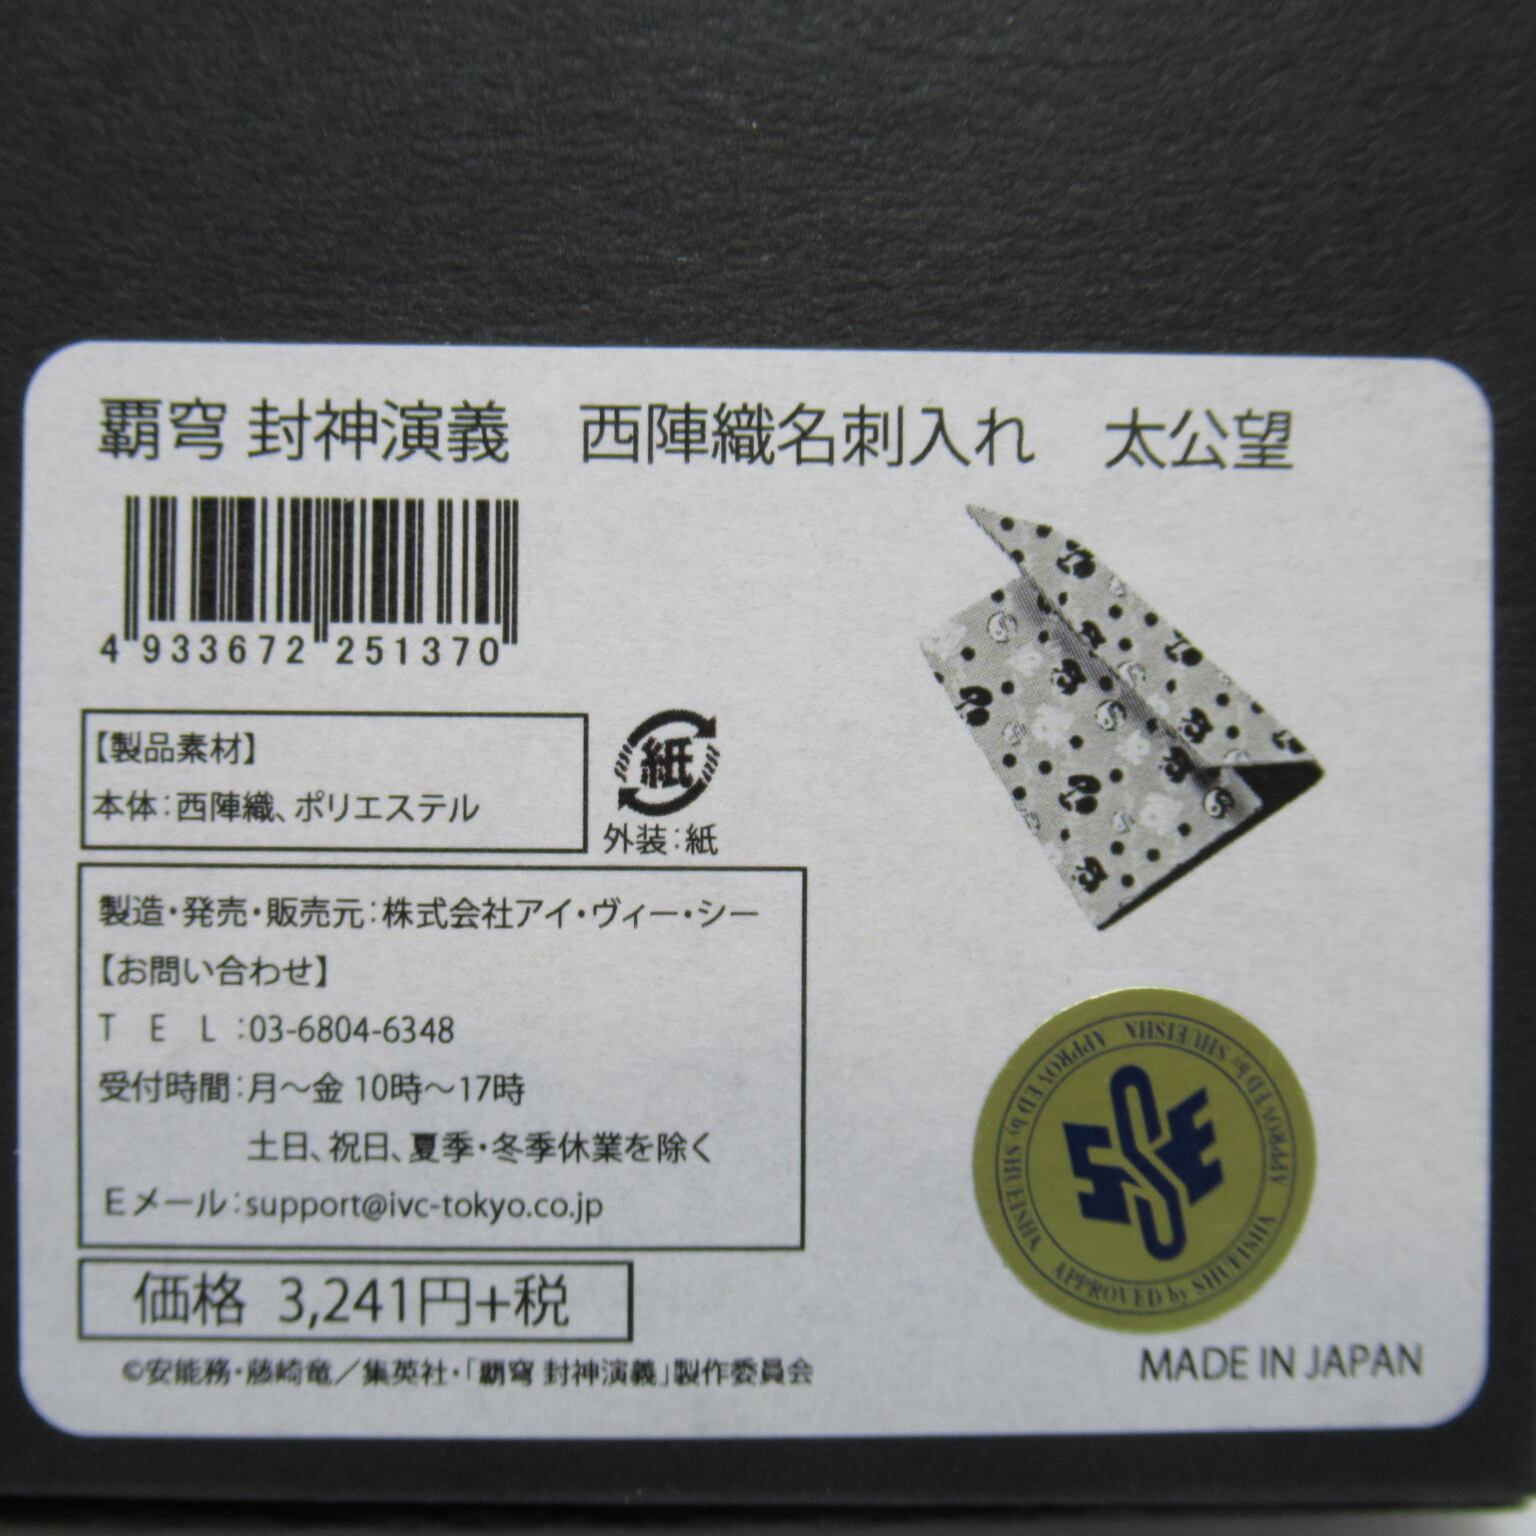 覇穹 封神演義　西陣織名刺入れ　太公望
4 933672 251370
【製品素材】
本体：西陣織、ポリエステル
紙
外装：紙
製造・発売・販売元：株式会社アイ・ヴィー・シー
【お問い合わせ】
ＴＥＬ：03-6804-6348
受付時間：月～金 10時～17時
土日、祝日、夏季・冬季休業を除く
Ｅメール：support@ivc-tokyo.co.jp
価格 3,241円+税
©安能務・藤崎竜／集英社・「覇穹 封神演義」製作委員会
APPROVED by SHUEISHA APPROVED by SHUEISHA APPROVED by SHUEISHA
MADE IN JAPAN